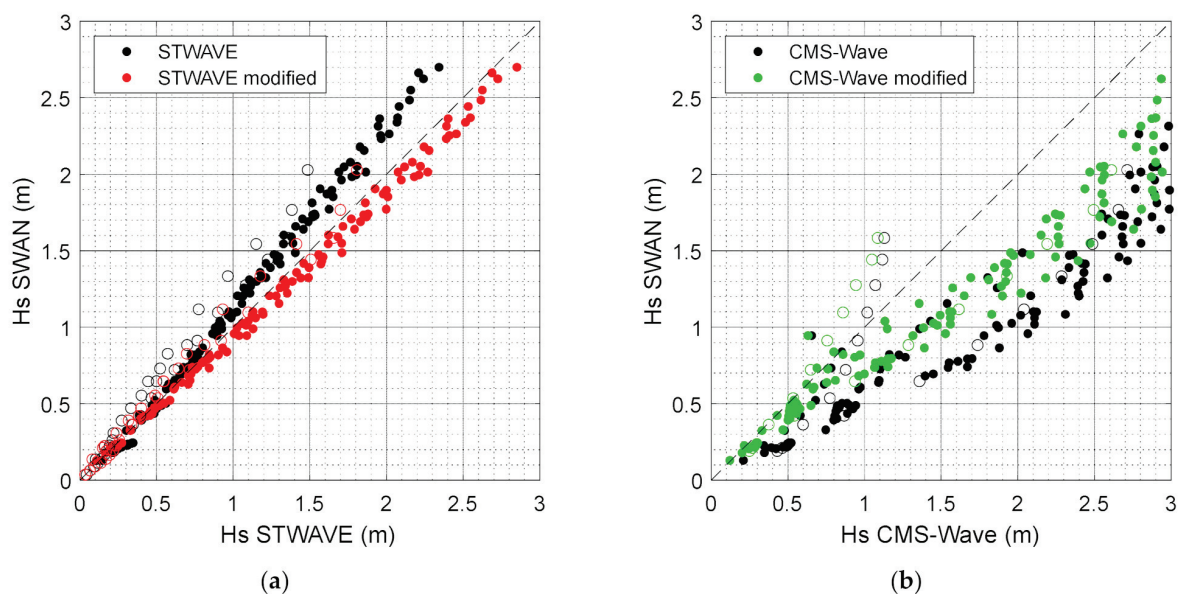 3
2.5
2
1.5
1
0.5
0
Hs SWAN (m)
STWAVE
STWAVE modified
0 0.5 1 1.5 2 2.5 3
Hs STWAVE (m)
(a)
3
2.5
2
1.5
1
0.5
0
Hs SWAN (m)
CMS-Wave
CMS-Wave modified
0 0.5 1 1.5 2 2.5 3
Hs CMS-Wave (m)
(b)